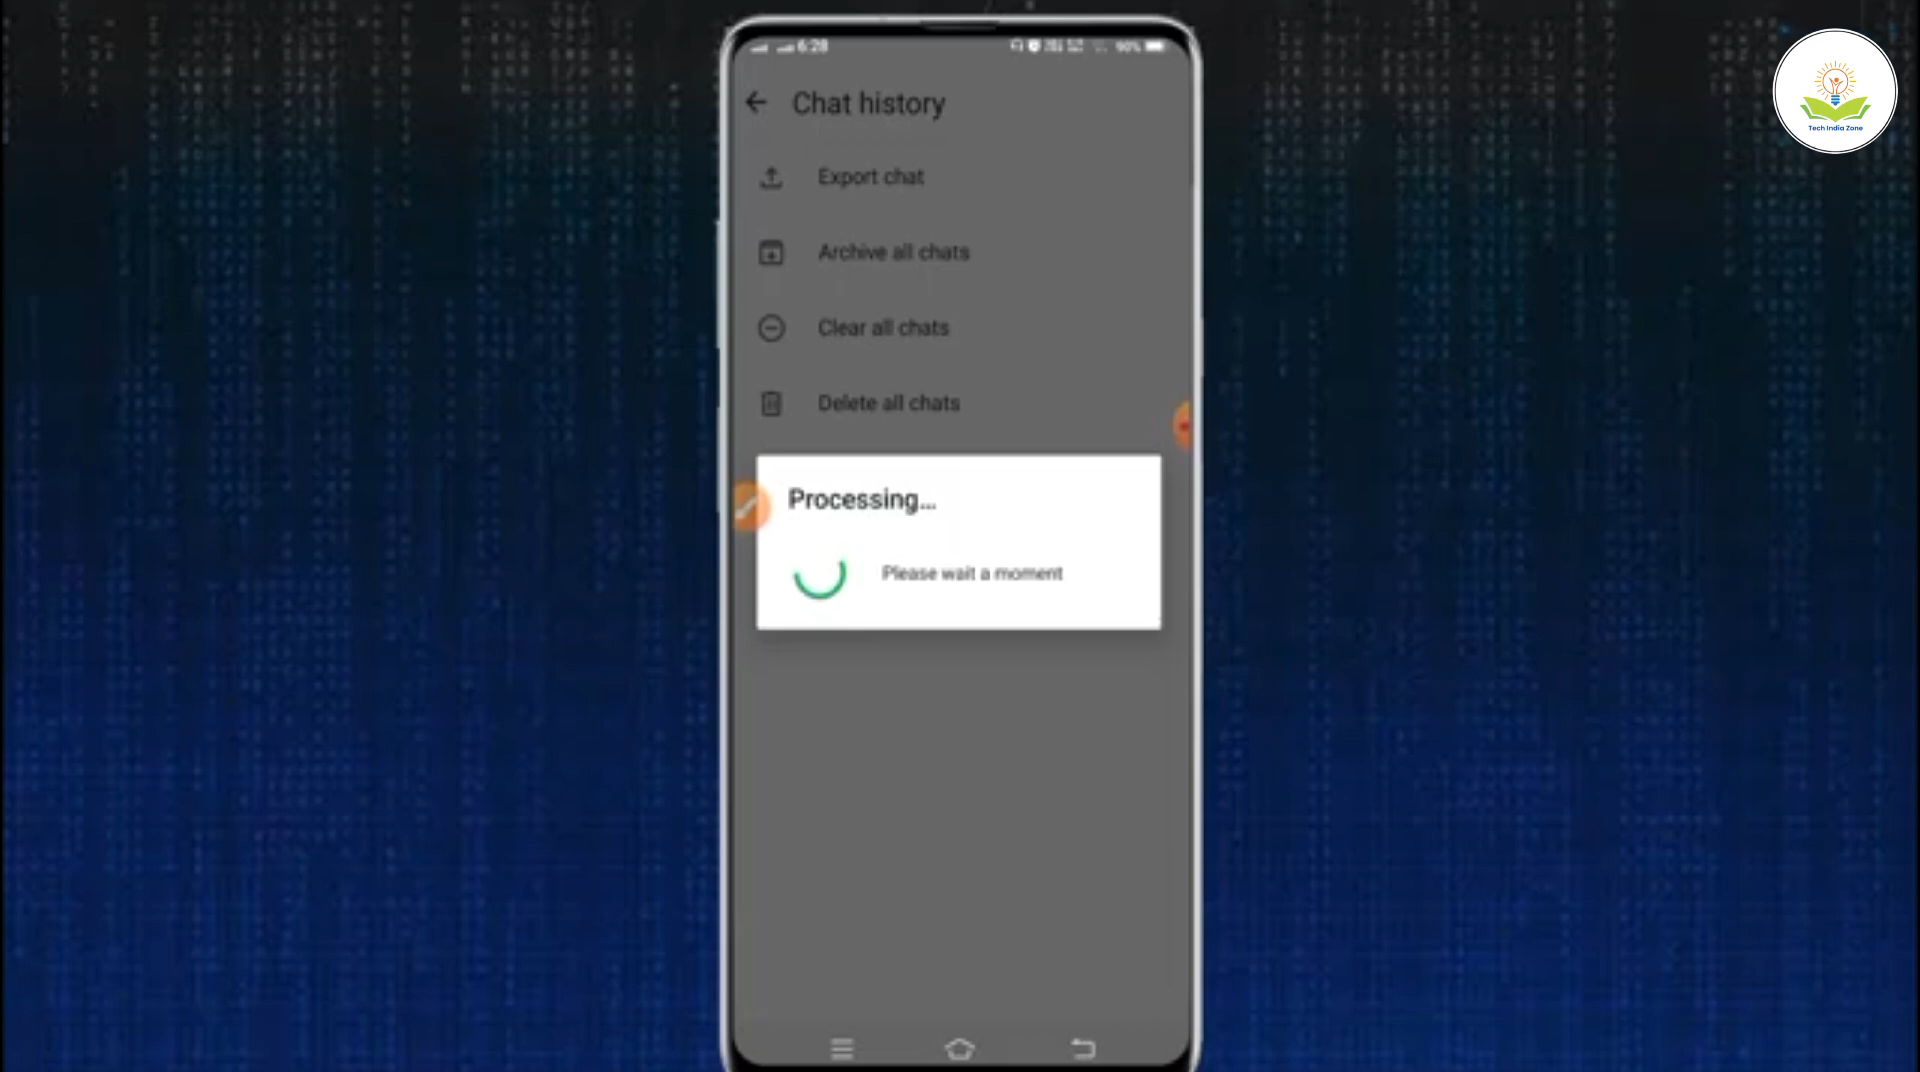 6:28
90%
Chat history
Export chat
Archive all chats
Clear all chats
Delete all chats
Processing...
Please wait a moment
Tech India Zone